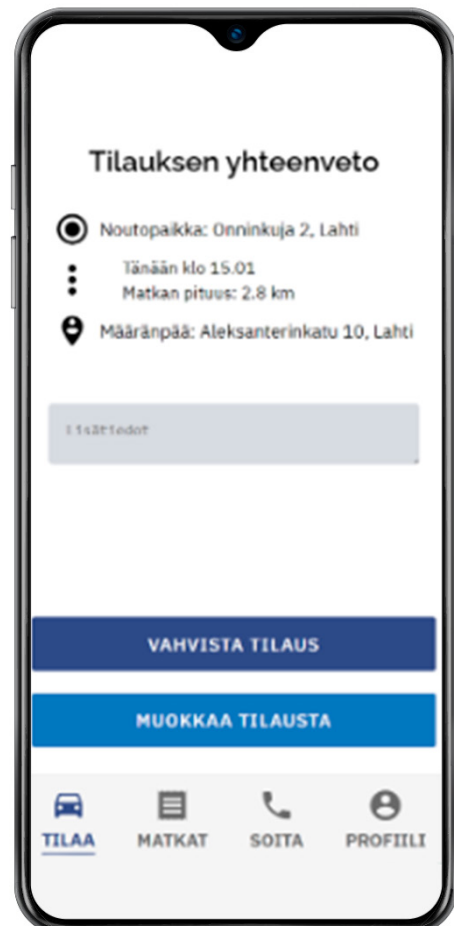 Tilauksen yhteenveto
Noutopaikka: Onninkuja 2, Lahti
Tänään klo 15.01
Matkan pituus: 2.8 km
Määränpää: Aleksanterinkatu 10, Lahti
Lisätiedot
VAHVISTA TILAUS
MUOKKAA TILAUSTA
TILAA MATKAT SOITA PROFIILI